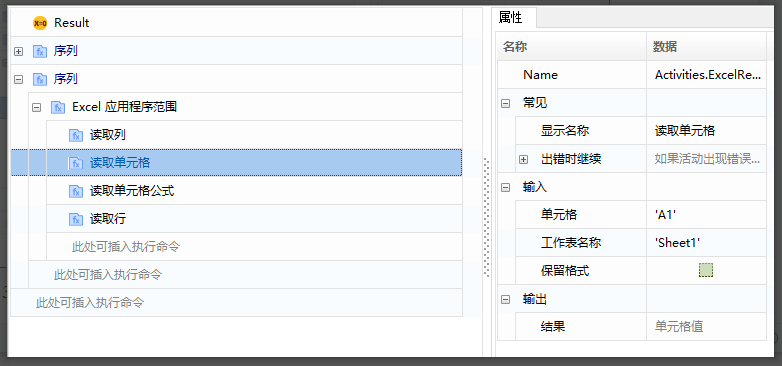 X=0 Result
序列
序列
Excel 应用程序范围
读取列
读取单元格
读取单元格公式
读取行
此处可插入执行命令
此处可插入执行命令
此处可插入执行命令
属性
名称 数据
Name Activities.ExcelRe...
常见
显示名称 读取单元格
出错时继续 如果活动出现错误...
输入
单元格 'A1'
工作表名称 'Sheet1'
保留格式
输出
结果 单元格值